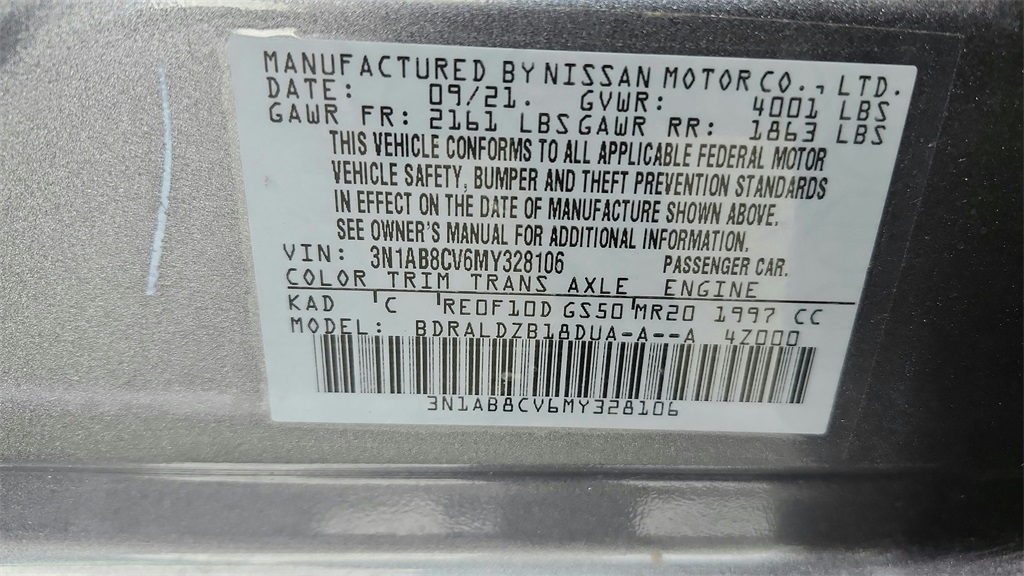 MANUFACTURED BY NISSAN MOTOR CO., LTD.
DATE: 09/21. GVWR: 4001 LBS
GAWR FR: 2161 LBS GAWR RR: 1863 LBS
THIS VEHICLE CONFORMS TO ALL APPLICABLE FEDERAL MOTOR
VEHICLE SAFETY, BUMPER AND THEFT PREVENTION STANDARDS
IN EFFECT ON THE DATE OF MANUFACTURE SHOWN ABOVE.
SEE OWNER'S MANUAL FOR ADDITIONAL INFORMATION.
VIN: 3N1AB8CV6MY328106 PASSENGER CAR.
COLOR TRIM TRANS AXLE ENGINE
KAD C RE0F10D GS50 MR20 1997 CC
MODEL: BDRALDZB18DUA-A--A 4Z000
3N1AB8CV6MY328106